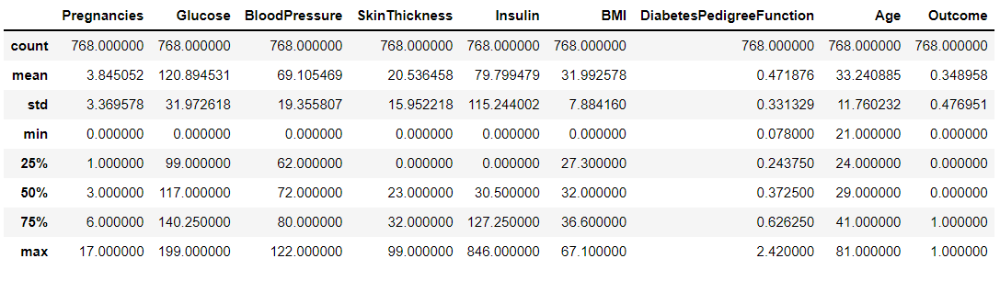 Pregnancies Glucose BloodPressure SkinThickness Insulin BMI DiabetesPedigreeFunction Age Outcome
count 768.000000 768.000000 768.000000 768.000000 768.000000 768.000000 768.000000 768.000000 768.000000
mean 3.845052 120.894531 69.105469 20.536458 79.799479 31.992578 0.471876 33.240885 0.348958
std 3.369578 31.972618 19.355807 15.952218 115.244002 7.884160 0.331329 11.760232 0.476951
min 0.000000 0.000000 0.000000 0.000000 0.000000 0.000000 0.078000 21.000000 0.000000
25% 1.000000 99.000000 62.000000 0.000000 0.000000 27.300000 0.243750 24.000000 0.000000
50% 3.000000 117.000000 72.000000 23.000000 30.500000 32.000000 0.372500 29.000000 0.000000
75% 6.000000 140.250000 80.000000 32.000000 127.250000 36.600000 0.626250 41.000000 1.000000
max 17.000000 199.000000 122.000000 99.000000 846.000000 67.100000 2.420000 81.000000 1.000000